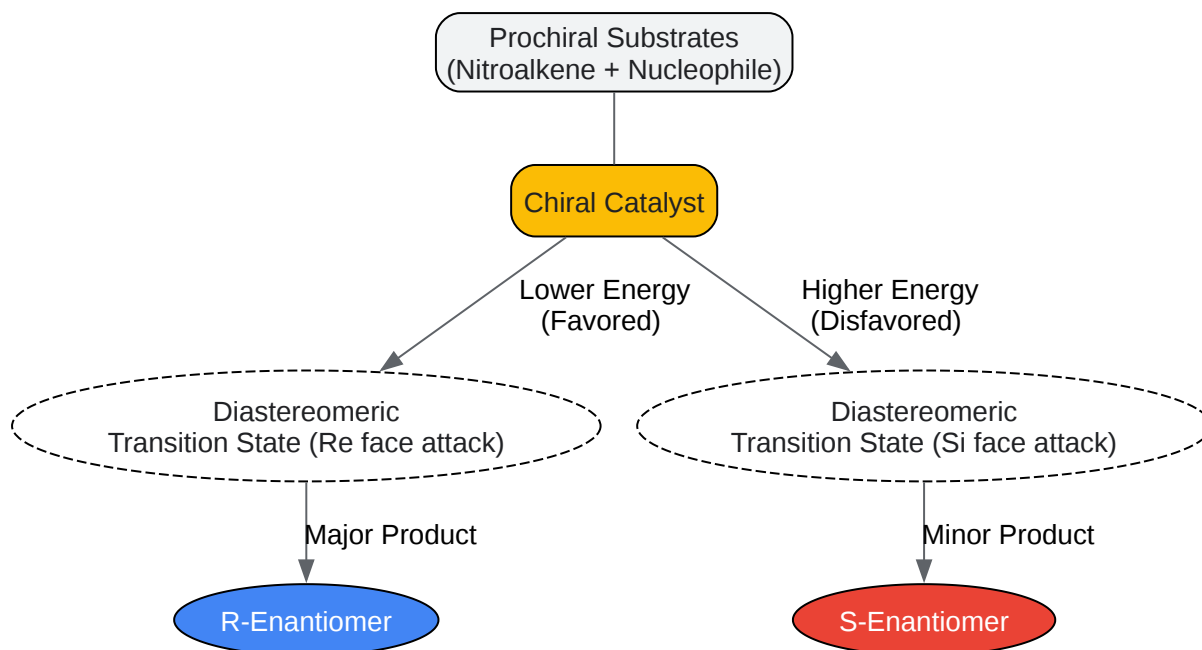 Prochiral Substrates
(Nitroalkene + Nucleophile)
Chiral Catalyst
Lower Energy
(Favored)
Higher Energy
(Disfavored)
Diastereomeric
Transition State (Re face attack)
Diastereomeric
Transition State (Si face attack)
Major Product
Minor Product
R-Enantiomer
S-Enantiomer